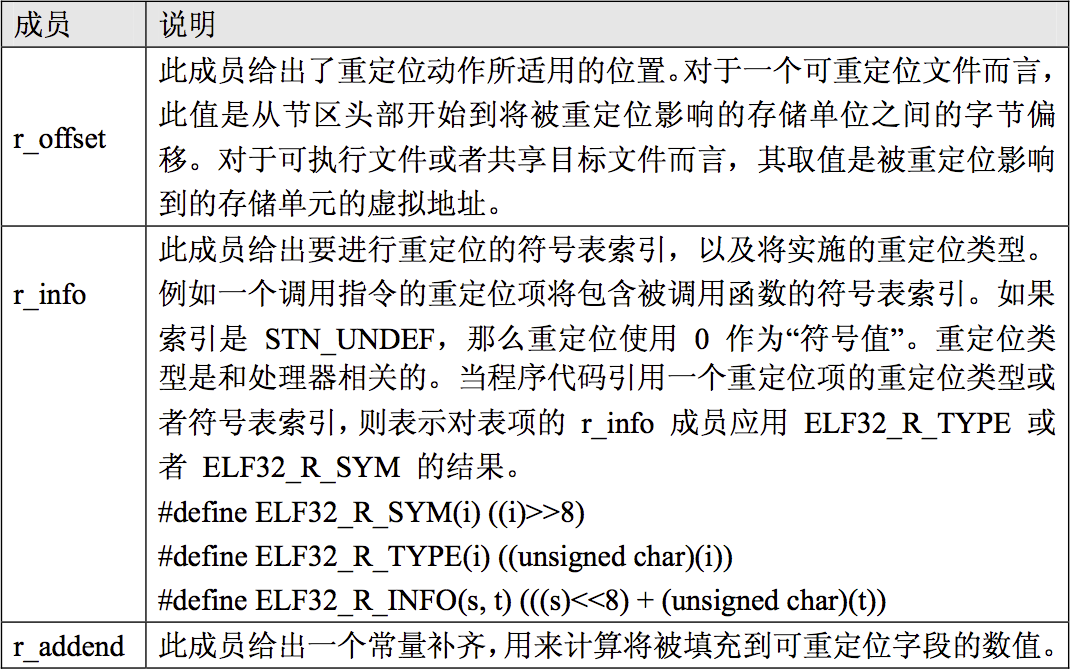 成员 说明
此成员给出了重定位动作所适用的位置。对于一个可重定位文件而言，
此值是从节区头部开始到将被重定位影响的存储单位之间的字节偏
r_offset
移。对于可执行文件或者共享目标文件而言，其取值是被重定位影响
到的存储单元的虚拟地址。
此成员给出要进行重定位的符号表索引，以及将实施的重定位类型。
r_info
例如一个调用指令的重定位项将包含被调用函数的符号表索引。如果
索引是 STN_UNDEF，那么重定位使用 0 作为“符号值”。重定位类
型是和处理器相关的。当程序代码引用一个重定位项的重定位类型或
者符号表索引，则表示对表项的 r_info 成员应用 ELF32_R_TYPE 或
者 ELF32_R_SYM 的结果。
#define ELF32_R_SYM(i) ((i)>>8)
#define ELF32_R_TYPE(i) ((unsigned char)(i))
#define ELF32_R_INFO(s, t) (((s)<<8) + (unsigned char)(t))
r_addend 此成员给出一个常量补齐，用来计算将被填充到可重定位字段的数值。